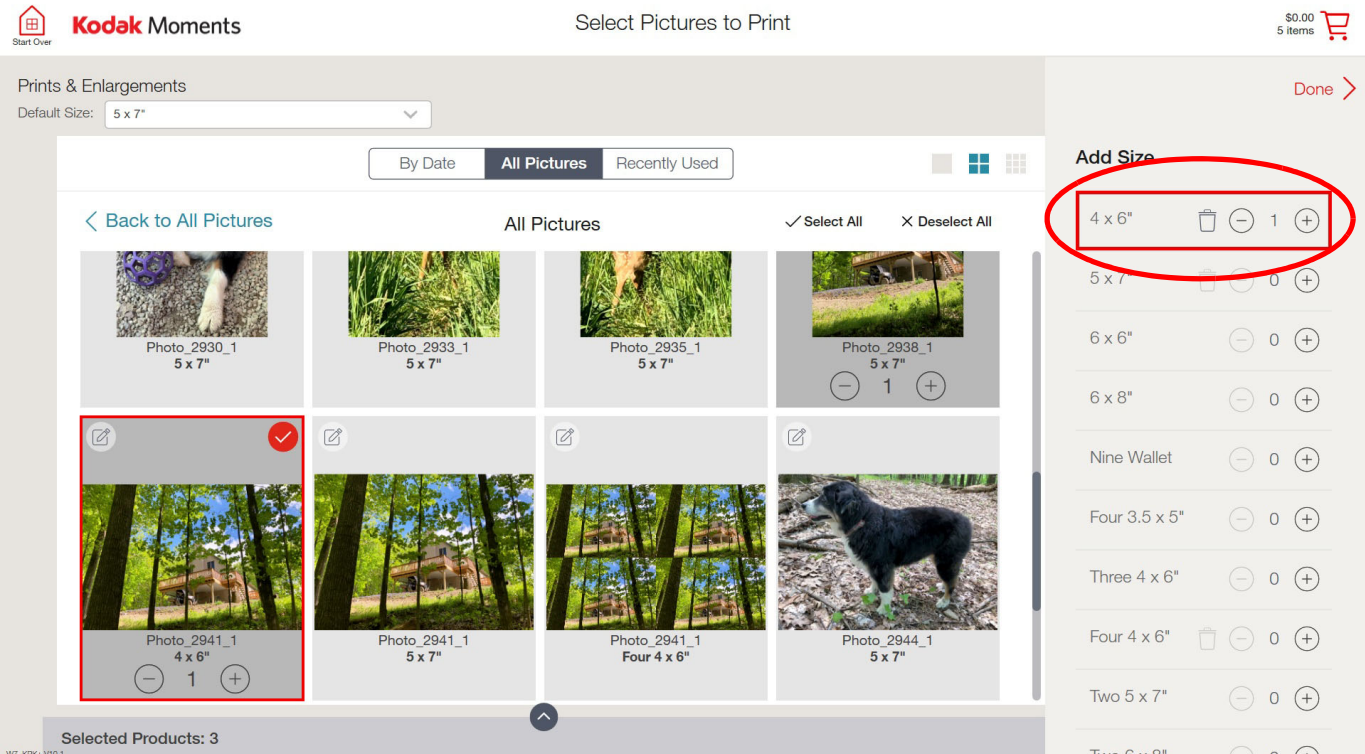 Kodak Moments
Select Pictures to Print
$0.00
5 items
Start Over
Prints & Enlargements
Done
Default Size: 5 x 7"
By Date All Pictures Recently Used
Add Size
Back to All Pictures
All Pictures
Select All
Deselect All
4 x 6" 1
5 x 7" 0
6 x 6" 0
6 x 8" 0
Nine Wallet 0
Four 3.5 x 5" 0
Three 4 x 6" 0
Four 4 x 6" 0
Two 5 x 7" 0
Photo_2930_1
5 x 7"
Photo_2933_1
5 x 7"
Photo_2935_1
5 x 7"
Photo_2938_1
5 x 7"
1
Photo_2941_1
4 x 6"
1
Photo_2941_1
5 x 7"
Photo_2941_1
Four 4 x 6"
Photo_2944_1
5 x 7"
Selected Products: 3